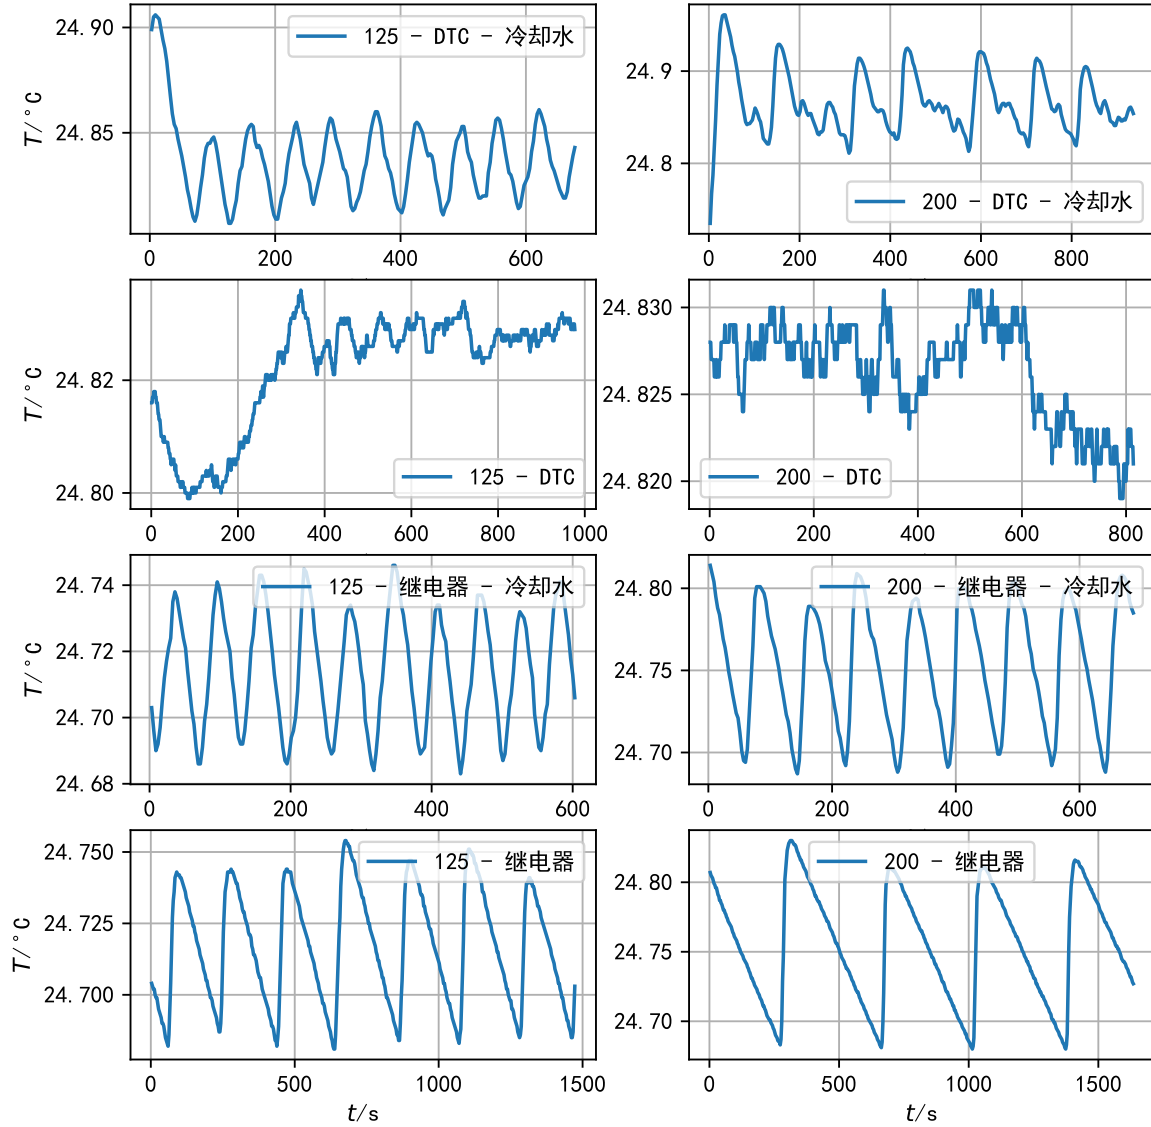 24.90
24.85
T/°C
125 - DTC - 冷却水
0 200 400 600
24.9
24.8
200 - DTC - 冷却水
0 200 400 600 800
24.82
24.80
T/°C
125 - DTC
0 200 400 600 800 1000
24.830
24.825
24.820
200 - DTC
0 200 400 600 800
24.74
24.72
24.70
24.68
T/°C
125 - 继电器 - 冷却水
0 200 400 600
24.80
24.75
24.70
200 - 继电器 - 冷却水
0 200 400 600
24.750
24.725
24.700
T/°C
125 - 继电器
0 500 1000 1500
t/s
24.80
24.75
24.70
200 - 继电器
0 500 1000 1500
t/s